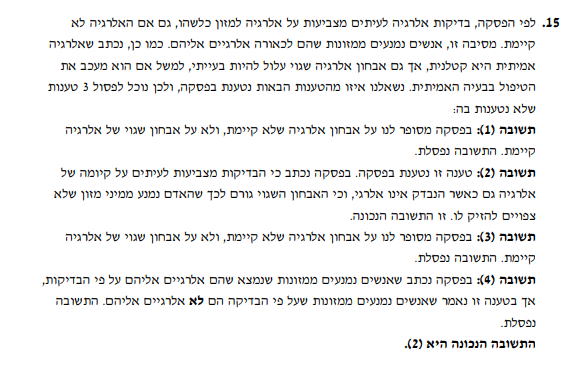 15. לפי הפסקה, בדיקות אלרגיה לעיתים מצביעות על אלרגיה למזון כלשהו, גם אם האלרגיה לא
קיימת. מסיבה זו, אנשים נמנעים ממזונות שהם לכאורה אלרגיים אליהם. כמו כן, נכתב שאלרגיה
אמיתית היא קטלנית, אך גם אבחון אלרגיה שגוי עלול להיות בעייתי, למשל אם הוא מעכב את
הטיפול בבעיה האמיתית. נשאלנו איזו מהטענות הבאות נטענת בפסקה, ולכן נוכל לפסול 3 טענות
שלא נטענות בה:
תשובה (1): בפסקה מסופר לנו על אבחון אלרגיה שלא קיימת, ולא על אבחון שגוי של אלרגיה
קיימת. התשובה נפסלת.
תשובה (2): טענה זו נטענת בפסקה. בפסקה נכתב כי הבדיקות מצביעות לעיתים על קיומה של
אלרגיה גם כאשר הנבדק אינו אלרגי, וכי האבחון השגוי גורם לכך שהאדם נמנע ממיני מזון שלא
צפויים להזיק לו. זו התשובה הנכונה.
תשובה (3): בפסקה מסופר לנו על אבחון אלרגיה שלא קיימת, ולא על אבחון שגוי של אלרגיה
קיימת. התשובה נפסלת.
תשובה (4): בפסקה נכתב שאנשים נמנעים ממזונות שנמצא שהם אלרגיים אליהם על פי הבדיקות,
אך בטענה זו נאמר שאנשים נמנעים ממזונות שעל פי הבדיקה הם לא אלרגיים אליהם. התשובה
נפסלת.
התשובה הנכונה היא (2).